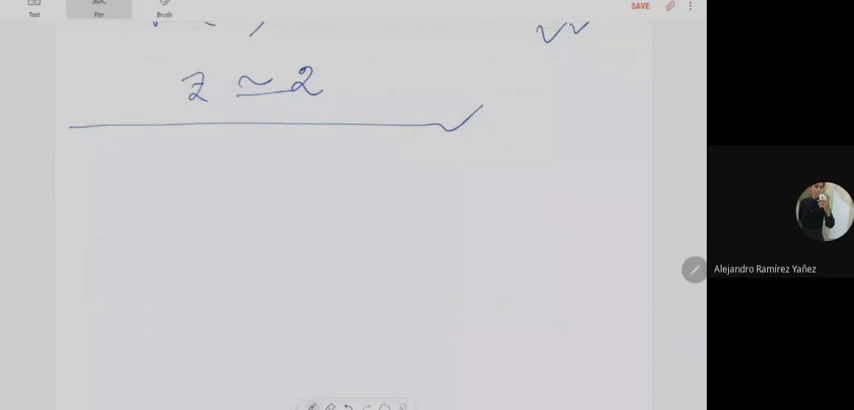 Text
Pen
Brush
SAVE
z ≃ 2
Alejandro Ramírez Yañez